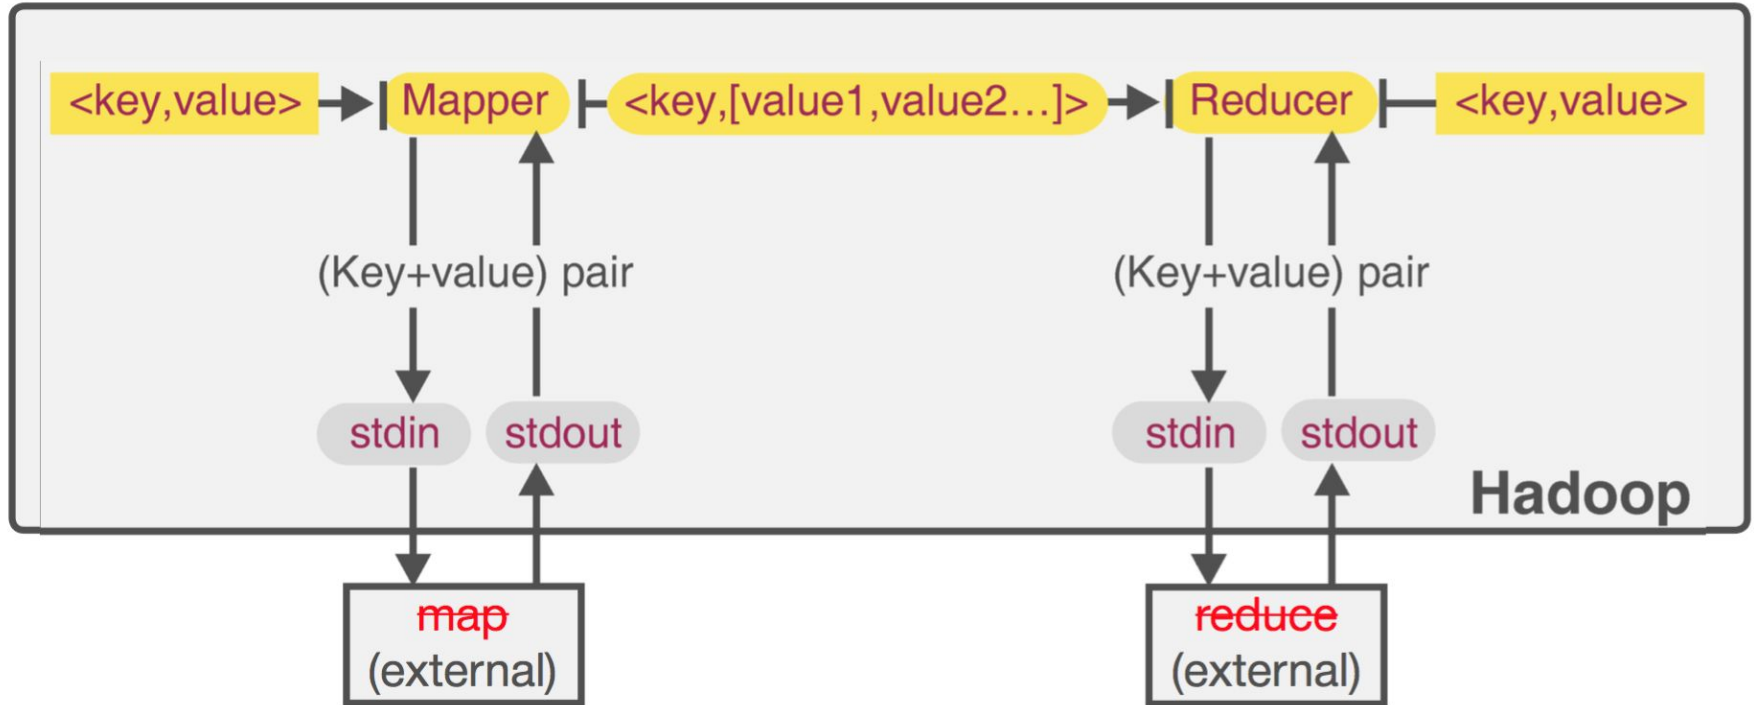 <key,value> Mapper <key,[value1,value2...]> Reducer <key,value>
(Key+value) pair (Key+value) pair
stdin stdout stdin stdout
Hadoop
map reduce
(external) (external)